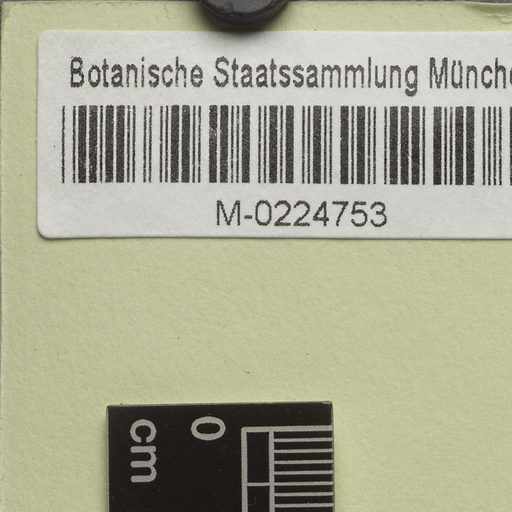 Botanische Staatssammlung Münche
M-0224753
0
cm